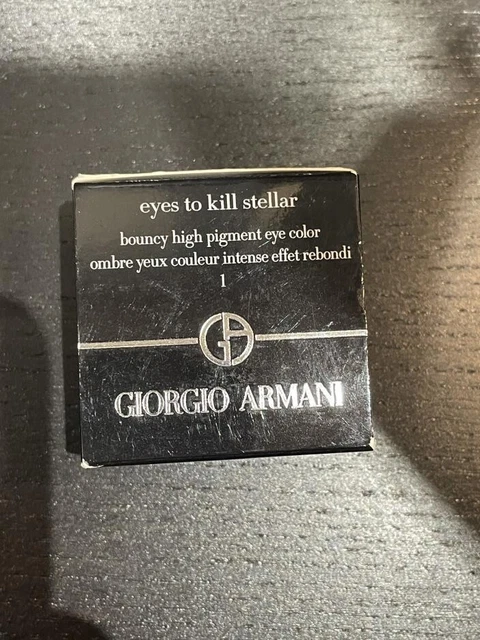 eyes to kill stellar
bouncy high pigment eye color
ombre yeux couleur intense effet rebondi
1
GA
GIORGIO ARMANI